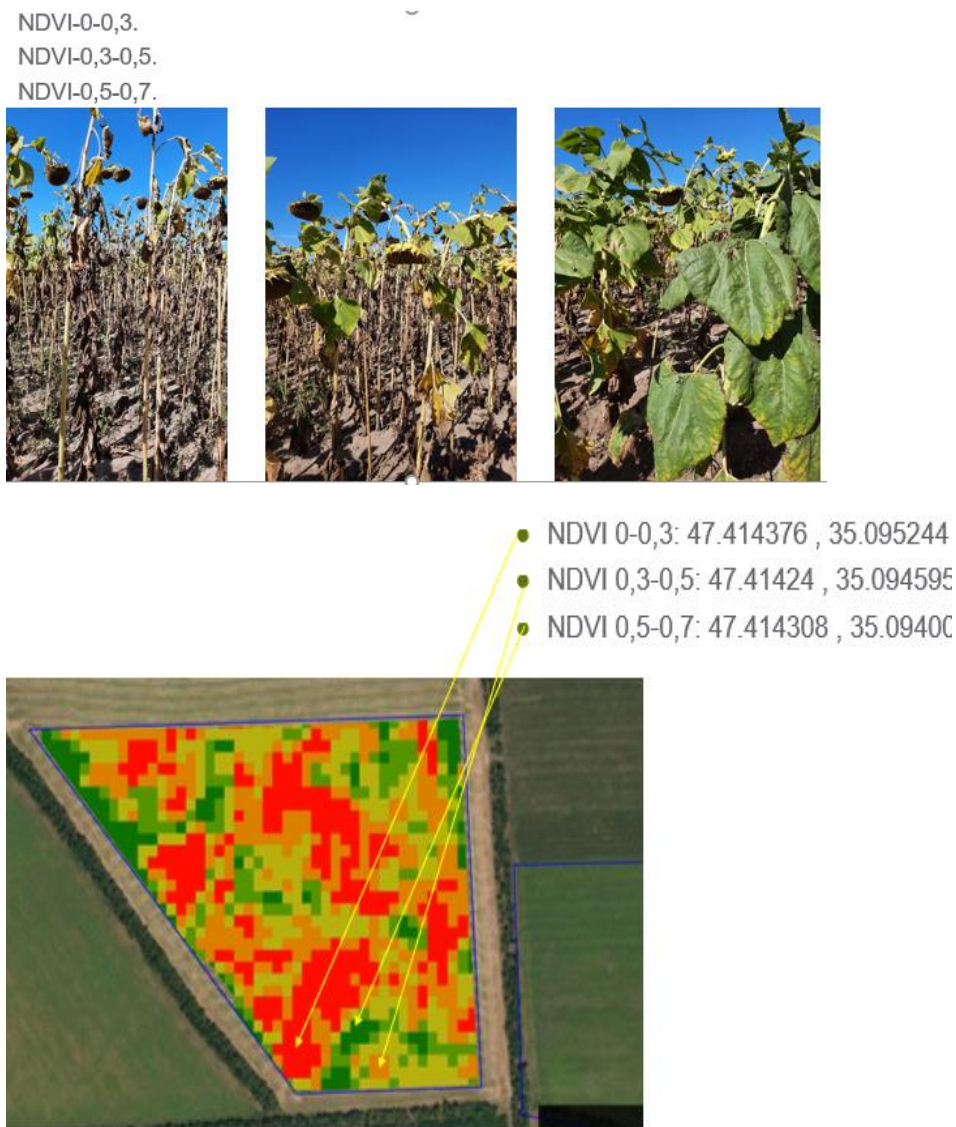 NDVI-0-0,3.
NDVI-0,3-0,5.
NDVI-0,5-0,7.
NDVI 0-0,3: 47.414376 , 35.095244
NDVI 0,3-0,5: 47.41424 , 35.094595
NDVI 0,5-0,7: 47.414308 , 35.09400